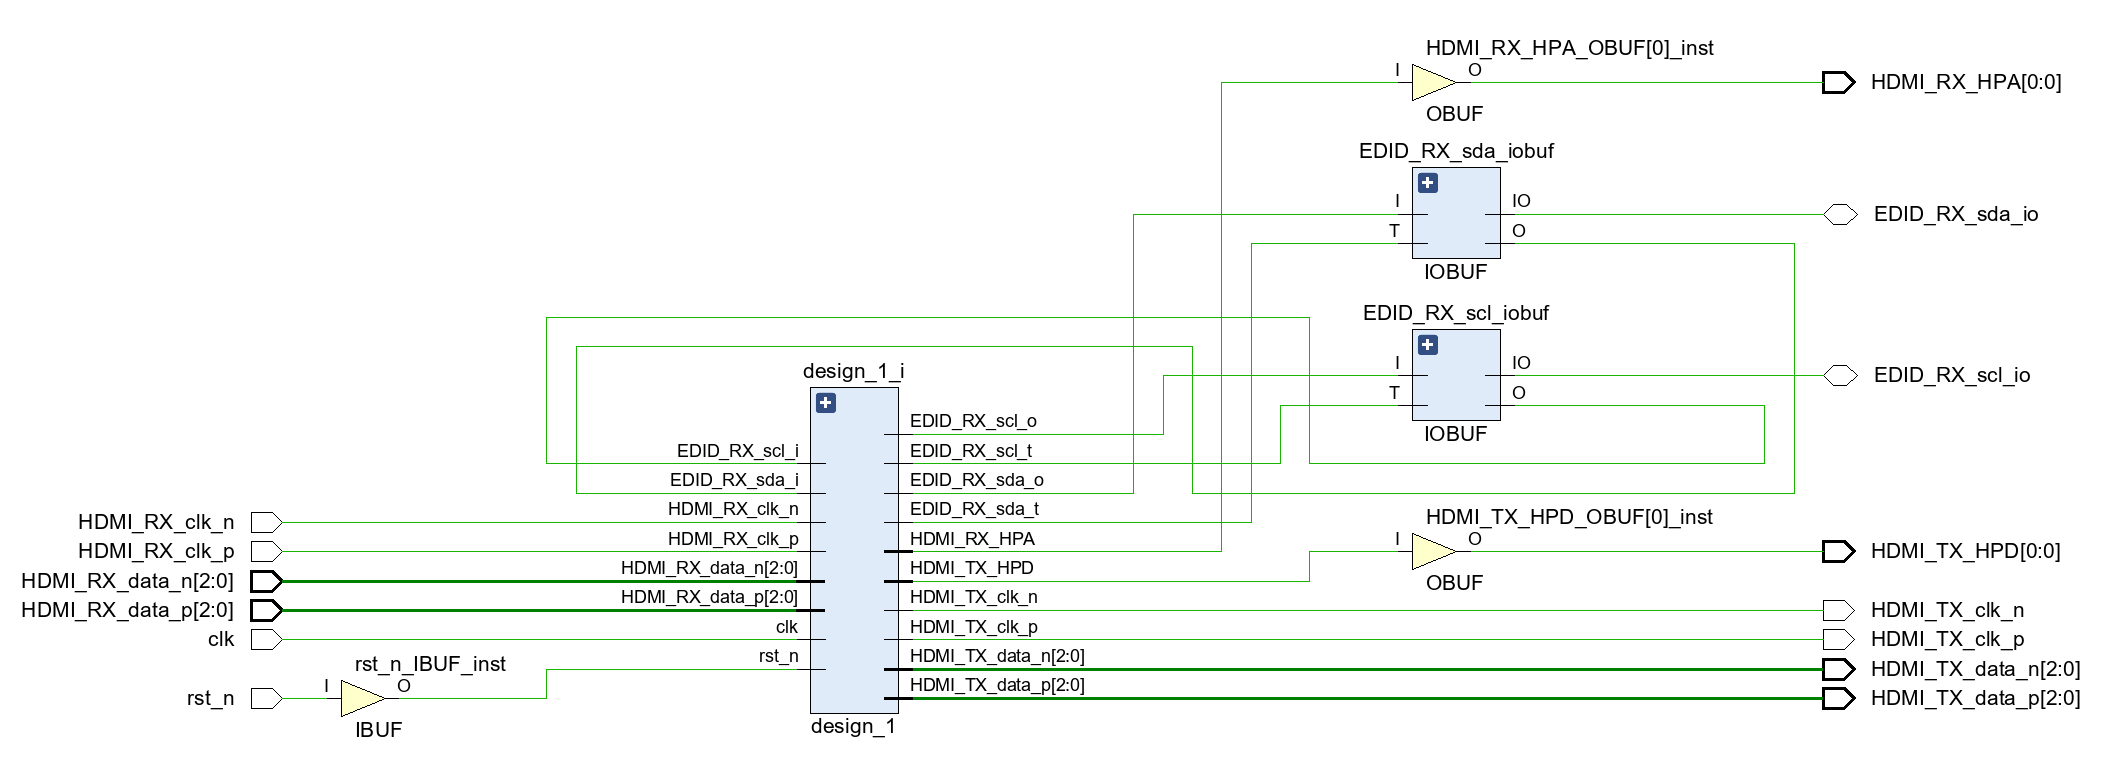 HDMI_RX_HPA_OBUF[0]_inst
I
O
HDMI_RX_HPA[0:0]
OBUF
EDID_RX_sda_iobuf
I
IO
EDID_RX_sda_io
T
O
IOBUF
EDID_RX_scl_iobuf
I
IO
EDID_RX_scl_io
T
O
IOBUF
design_1_i
EDID_RX_scl_o
EDID_RX_scl_i
EDID_RX_scl_t
EDID_RX_sda_i
EDID_RX_sda_o
HDMI_RX_clk_n
HDMI_RX_clk_n
EDID_RX_sda_t
HDMI_RX_clk_p
HDMI_RX_clk_p
HDMI_RX_HPA
HDMI_RX_data_n[2:0]
HDMI_RX_data_n[2:0]
HDMI_TX_HPD
HDMI_RX_data_p[2:0]
HDMI_RX_data_p[2:0]
HDMI_TX_clk_n
clk
clk
HDMI_TX_clk_p
rst_n
HDMI_TX_data_n[2:0]
HDMI_TX_data_p[2:0]
design_1
rst_n_IBUF_inst
rst_n
I
O
IBUF
HDMI_TX_HPD_OBUF[0]_inst
I
O
HDMI_TX_HPD[0:0]
OBUF
HDMI_TX_clk_n
HDMI_TX_clk_p
HDMI_TX_data_n[2:0]
HDMI_TX_data_p[2:0]